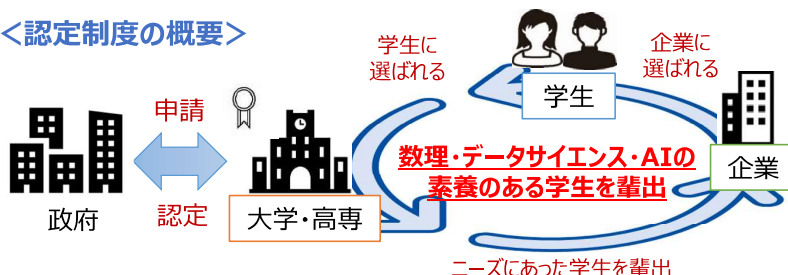 ＜認定制度の概要＞
学生に
選ばれる
企業に
選ばれる
学生
申請
数理・データサイエンス・AIの
素養のある学生を輩出
企業
政府
認定
大学・高専
ニーズにあった学生を輩出